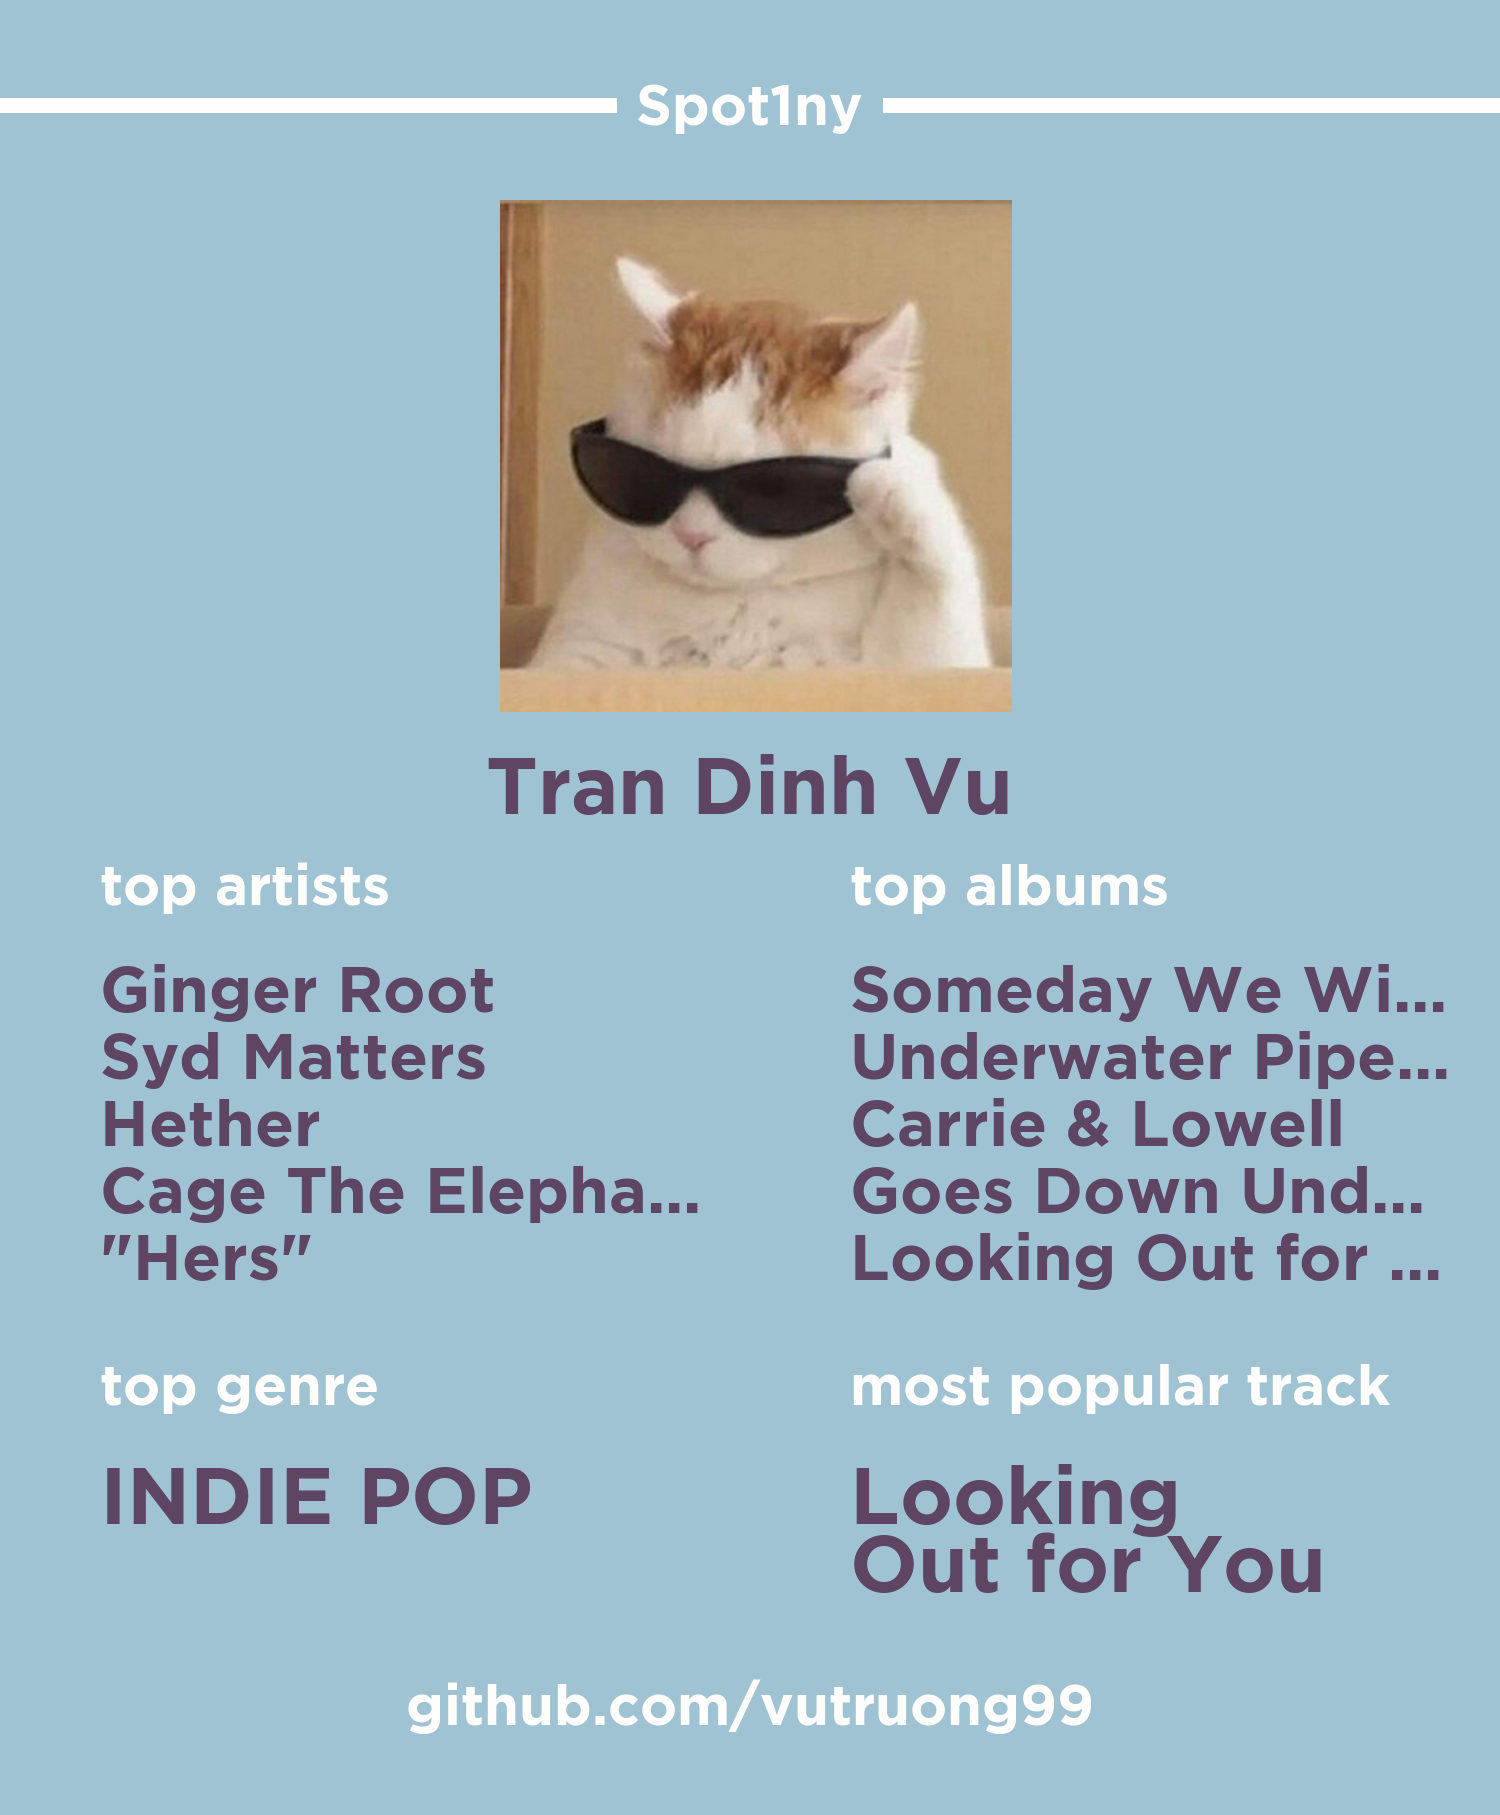 Spot1ny
Tran Dinh Vu
top artists
Ginger Root
Syd Matters
Hether
Cage The Elepha...
"Hers"
top albums
Someday We Wi...
Underwater Pipe...
Carrie & Lowell
Goes Down Und...
Looking Out for ...
top genre
INDIE POP
most popular track
Looking
Out for You
github.com/vutruong99